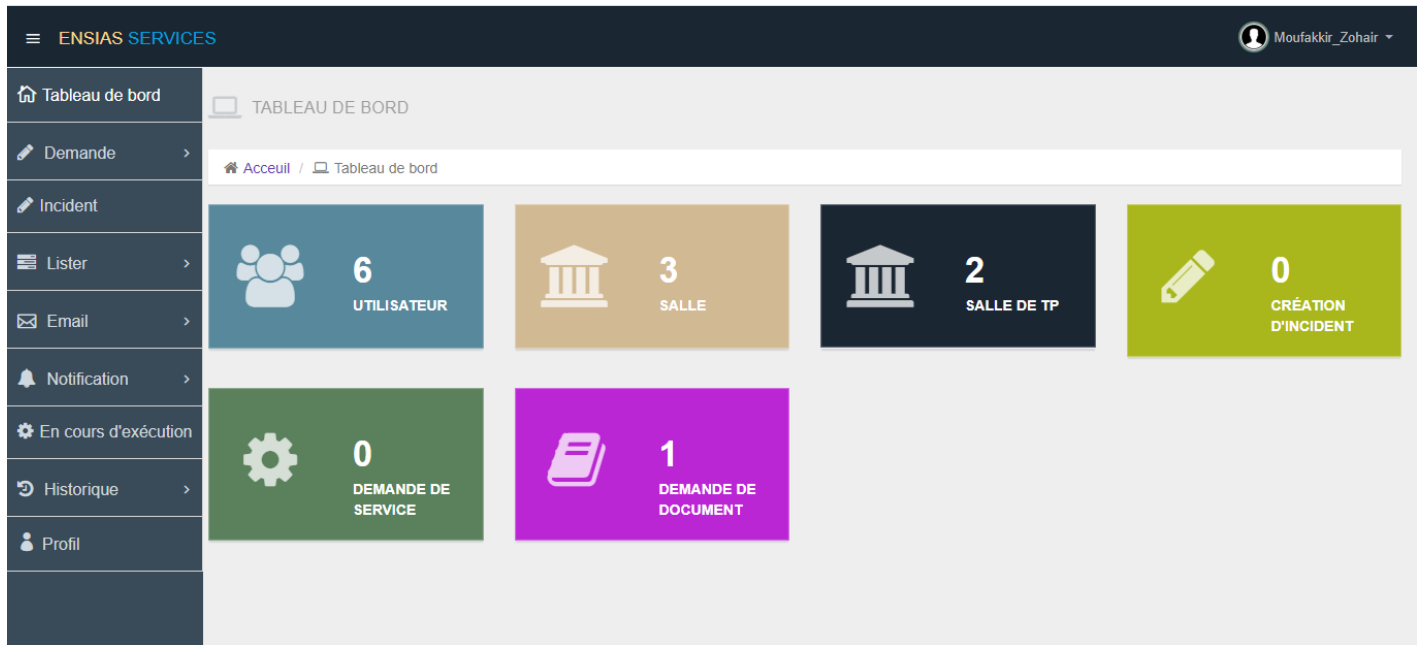 ENSIAS SERVICES
Moufakkir_Zohair
Tableau de bord
Demande
Incident
Lister
Email
Notification
En cours d'exécution
Historique
Profil
TABLEAU DE BORD
Acceuil / Tableau de bord
6
UTILISATEUR
3
SALLE
2
SALLE DE TP
0
CRÉATION
D'INCIDENT
0
DEMANDE DE
SERVICE
1
DEMANDE DE
DOCUMENT